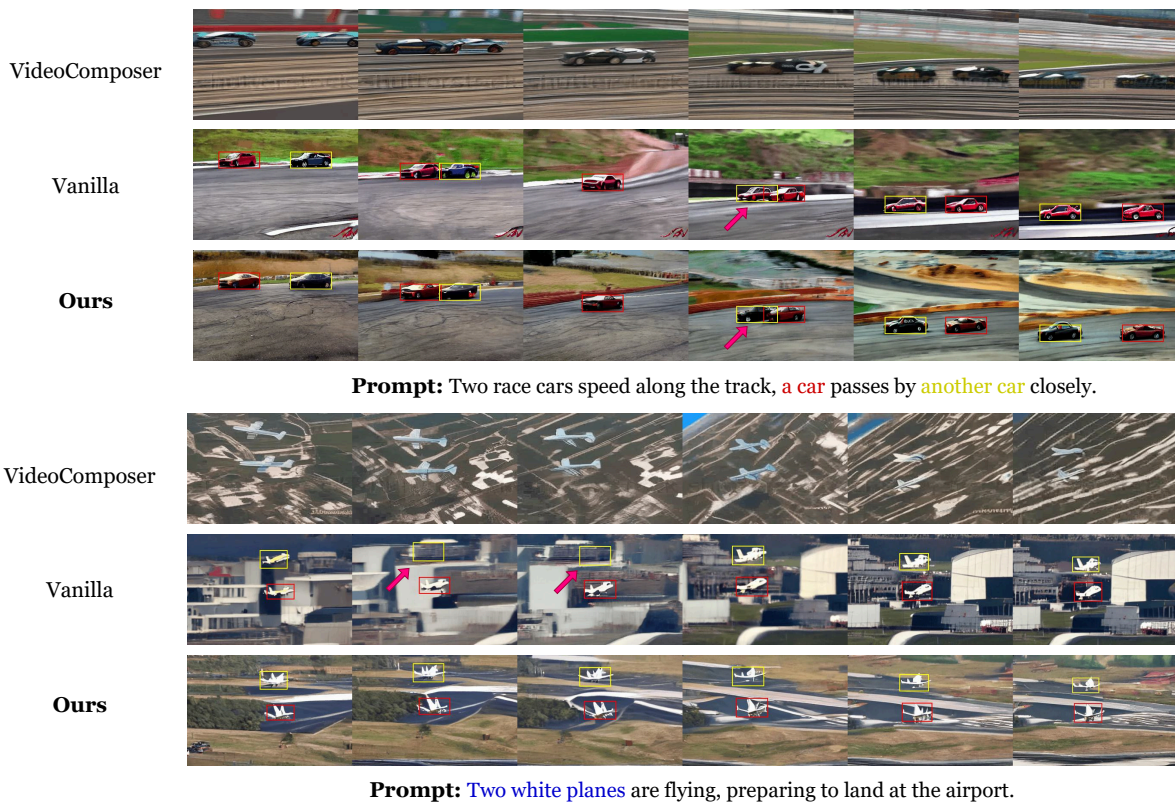 VideoComposer
Vanilla
Ours
Prompt: Two race cars speed along the track, a car passes by another car closely.
VideoComposer
Vanilla
Ours
Prompt: Two white planes are flying, preparing to land at the airport.